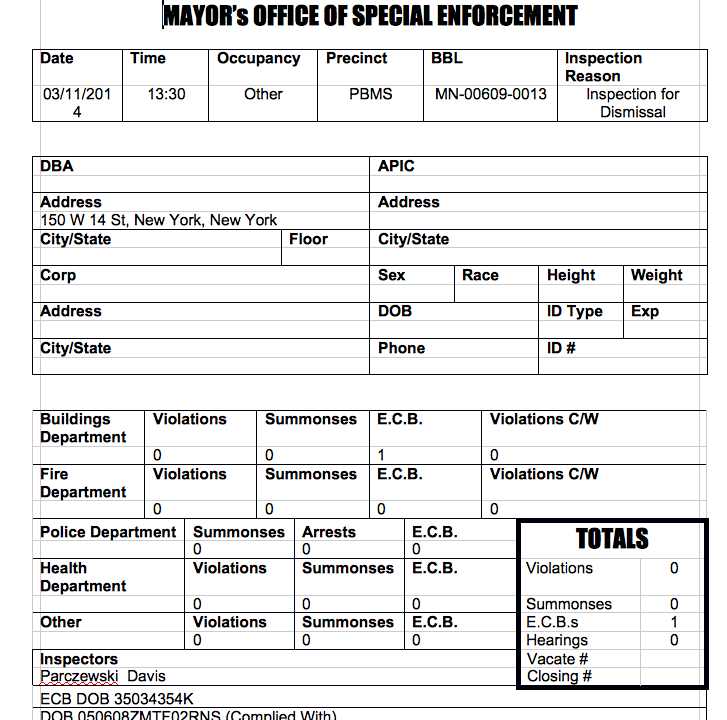 MAYOR's OFFICE OF SPECIAL ENFORCEMENT
Date Time Occupancy Precinct BBL Inspection
Reason
03/11/201 13:30 Other PBMS MN-00609-0013 Inspection for
4 Dismissal
DBA APIC
Address Address
150 W 14 St, New York, New York
City/State Floor City/State
Corp Sex Race Height Weight
Address DOB ID Type Exp
City/State Phone ID #
Buildings Violations Summonses E.C.B. Violations C/W
Department
0 0 1 0
Fire Violations Summonses E.C.B. Violations C/W
Department
0 0 0 0
Police Department Summonses Arrests E.C.B.
0 0 0
Health Violations Summonses E.C.B.
Department
0 0 0
Other Violations Summonses E.C.B.
0 0 0
TOTALS
Violations 0
Summonses 0
E.C.B.s 1
Hearings 0
Vacate #
Closing #
Inspectors
Parczewski Davis
ECB DOB 35034354K
DOB 050608ZMTF02RNS (Complied With)